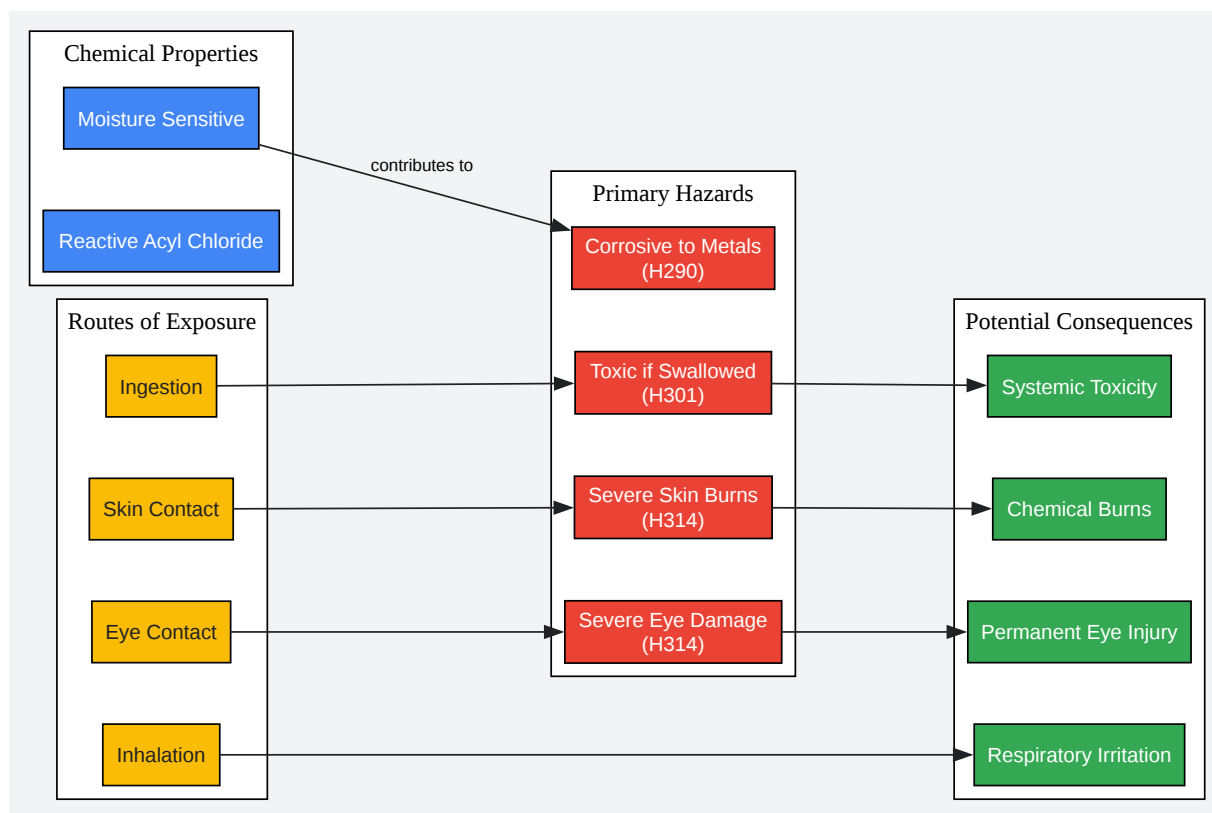 Chemical Properties
Moisture Sensitive
Reactive Acyl Chloride
contributes to
Primary Hazards
Corrosive to Metals
(H290)
Toxic if Swallowed
(H301)
Severe Skin Burns
(H314)
Severe Eye Damage
(H314)
Routes of Exposure
Ingestion
Skin Contact
Eye Contact
Inhalation
Potential Consequences
Systemic Toxicity
Chemical Burns
Permanent Eye Injury
Respiratory Irritation